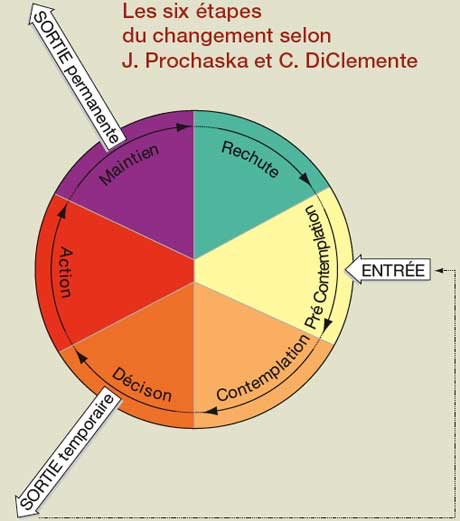 Les six étapes
du changement selon
J. Prochaska et C. DiClemente
SORTIE permanente
Maintien
Rechute
Pré Contemplation
ENTRÉE
Action
Contemplation
Décison
SORTIE temporaire